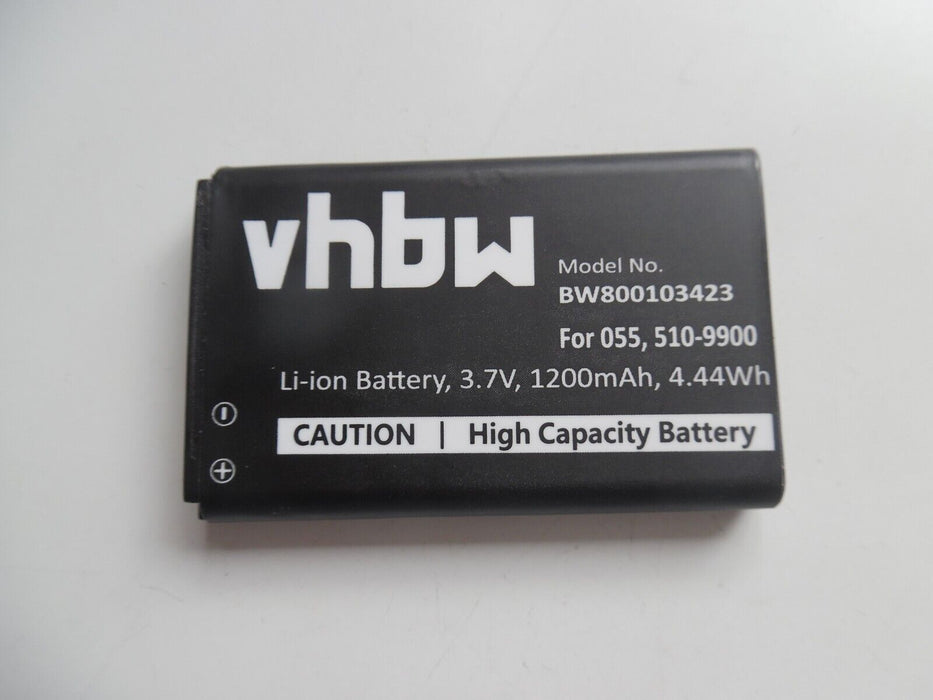 vhbw
Model No.
BW800103423
For 055, 510-9900
Li-ion Battery, 3.7V, 1200mAh, 4.44Wh
CAUTION | High Capacity Battery
-
+